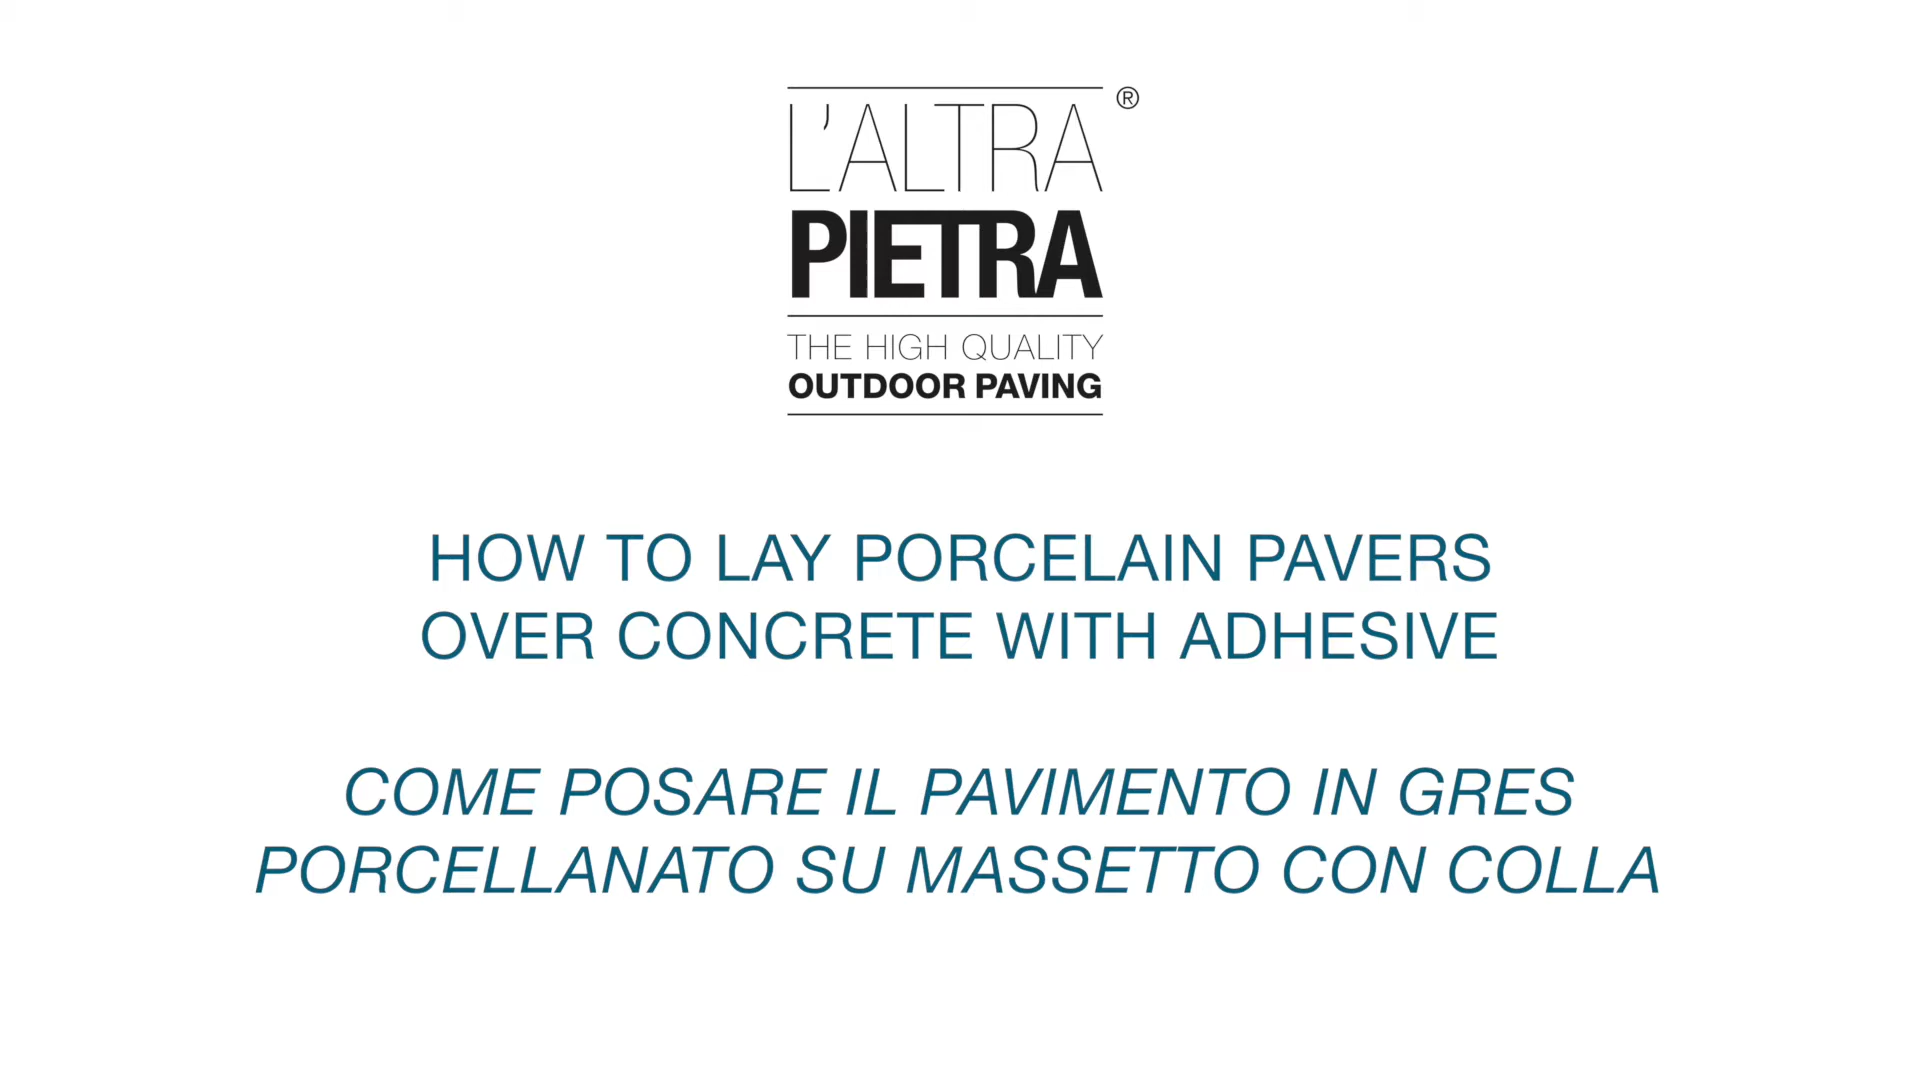 L'ALTRA ®
PIETRA
THE HIGH QUALITY
OUTDOOR PAVING
HOW TO LAY PORCELAIN PAVERS
OVER CONCRETE WITH ADHESIVE
COME POSARE IL PAVIMENTO IN GRES
PORCELLANATO SU MASSETTO CON COLLA